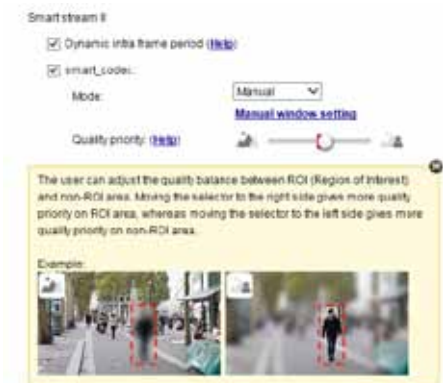 Smart stream II
Dynamic intra frame period (Help)
smart_codec:
Mode: Manual
Manual window setting
Quality priority: (Help)
The user can adjust the quality balance between ROI (Region of Interest)
and non-ROI area. Moving the selector to the right side gives more quality
priority on ROI area, whereas moving the selector to the left side gives more
quality priority on non-ROI area.
Example: